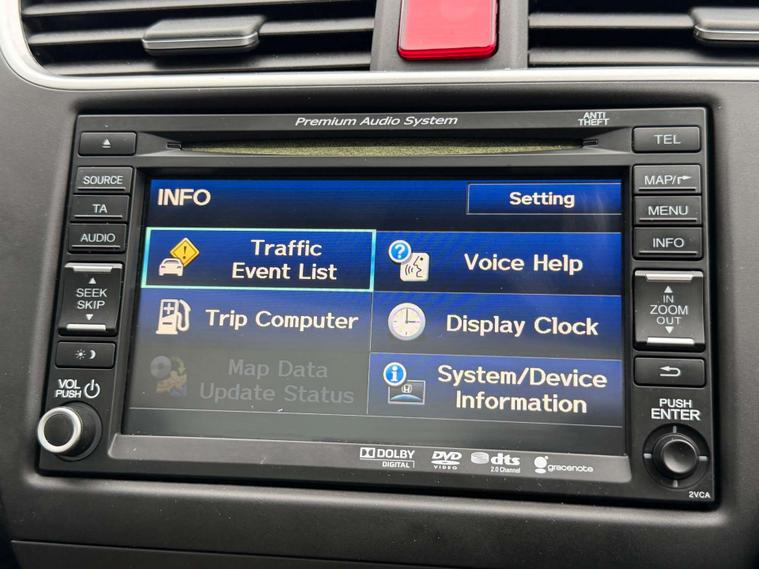 Premium Audio System
ANTI
THEFT
TEL
SOURCE
TA
AUDIO
SEEK
SKIP
VOL
PUSH
INFO
Setting
Traffic
Event List
Voice Help
Trip Computer
Display Clock
Map Data
Update Status
System/Device
Information
MAP/
MENU
INFO
IN
ZOOM
OUT
PUSH
ENTER
DOLBY
DIGITAL
DVD
VIDEO
dts
2.0 Channel
gracenote
2VCA